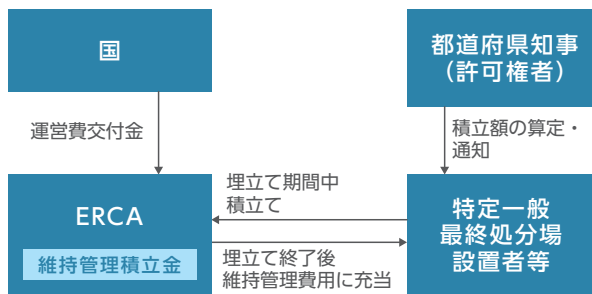 国
都道府県知事
（許可権者）
運営費交付金
積立額の算定・
通知
ERCA
維持管理積立金
埋立て期間中
積立て
埋立て終了後
維持管理費用に充当
特定一般
最終処分場
設置者等